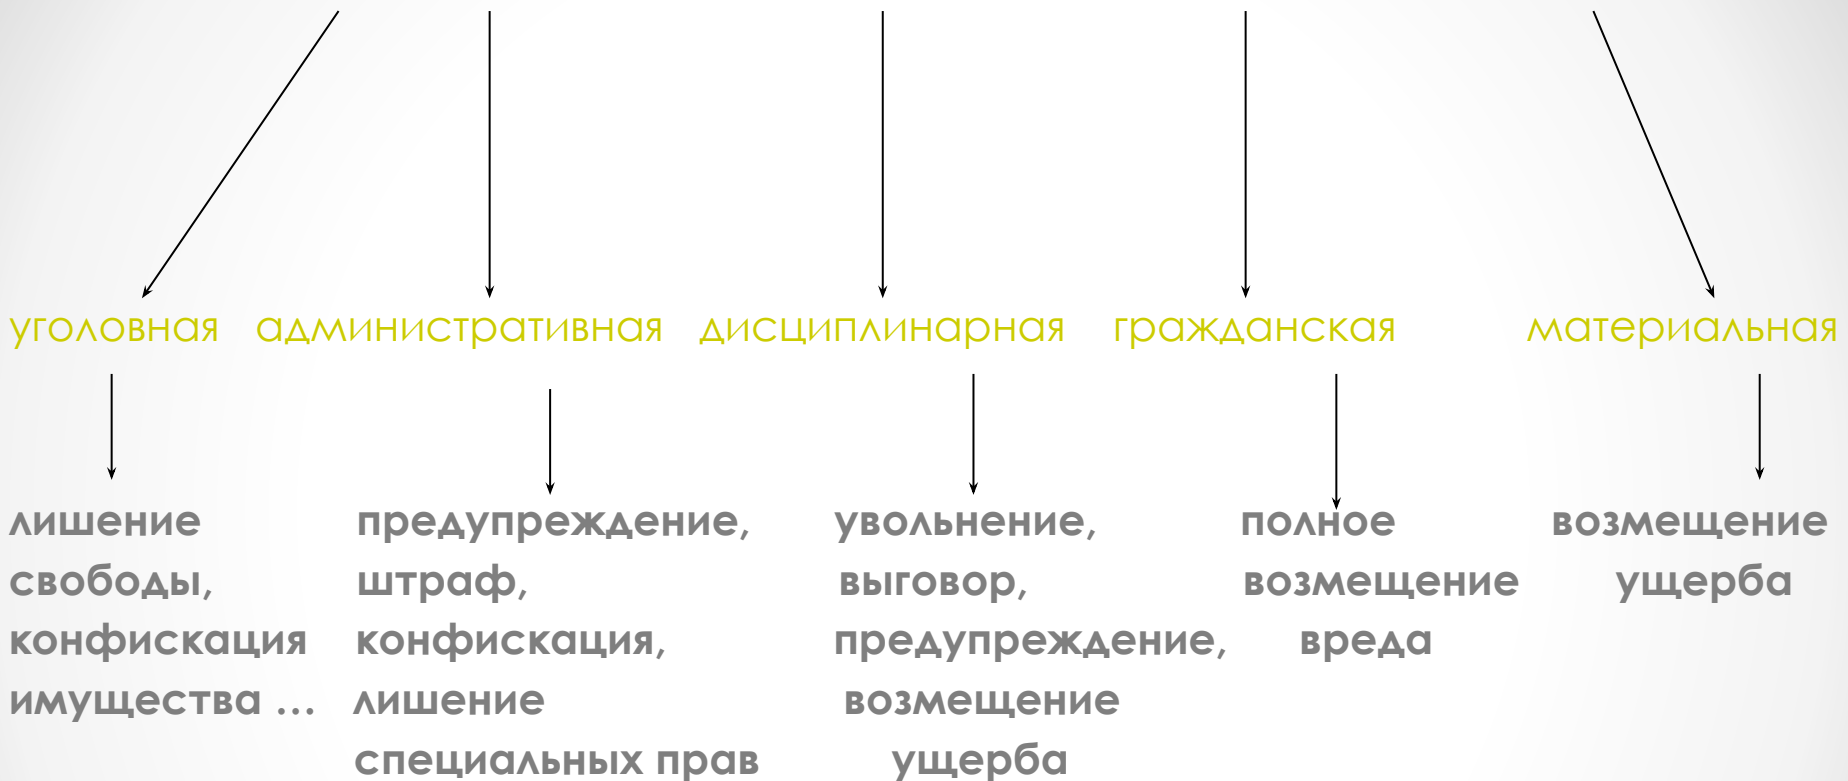 уголовная административная дисциплинарная гражданская материальная
лишение предупреждение, увольнение, полное возмещение
свободы, штраф, выговор, возмещение ущерба
конфискация конфискация, предупреждение, вреда
имущества ... лишение возмещение
специальных прав ущерба